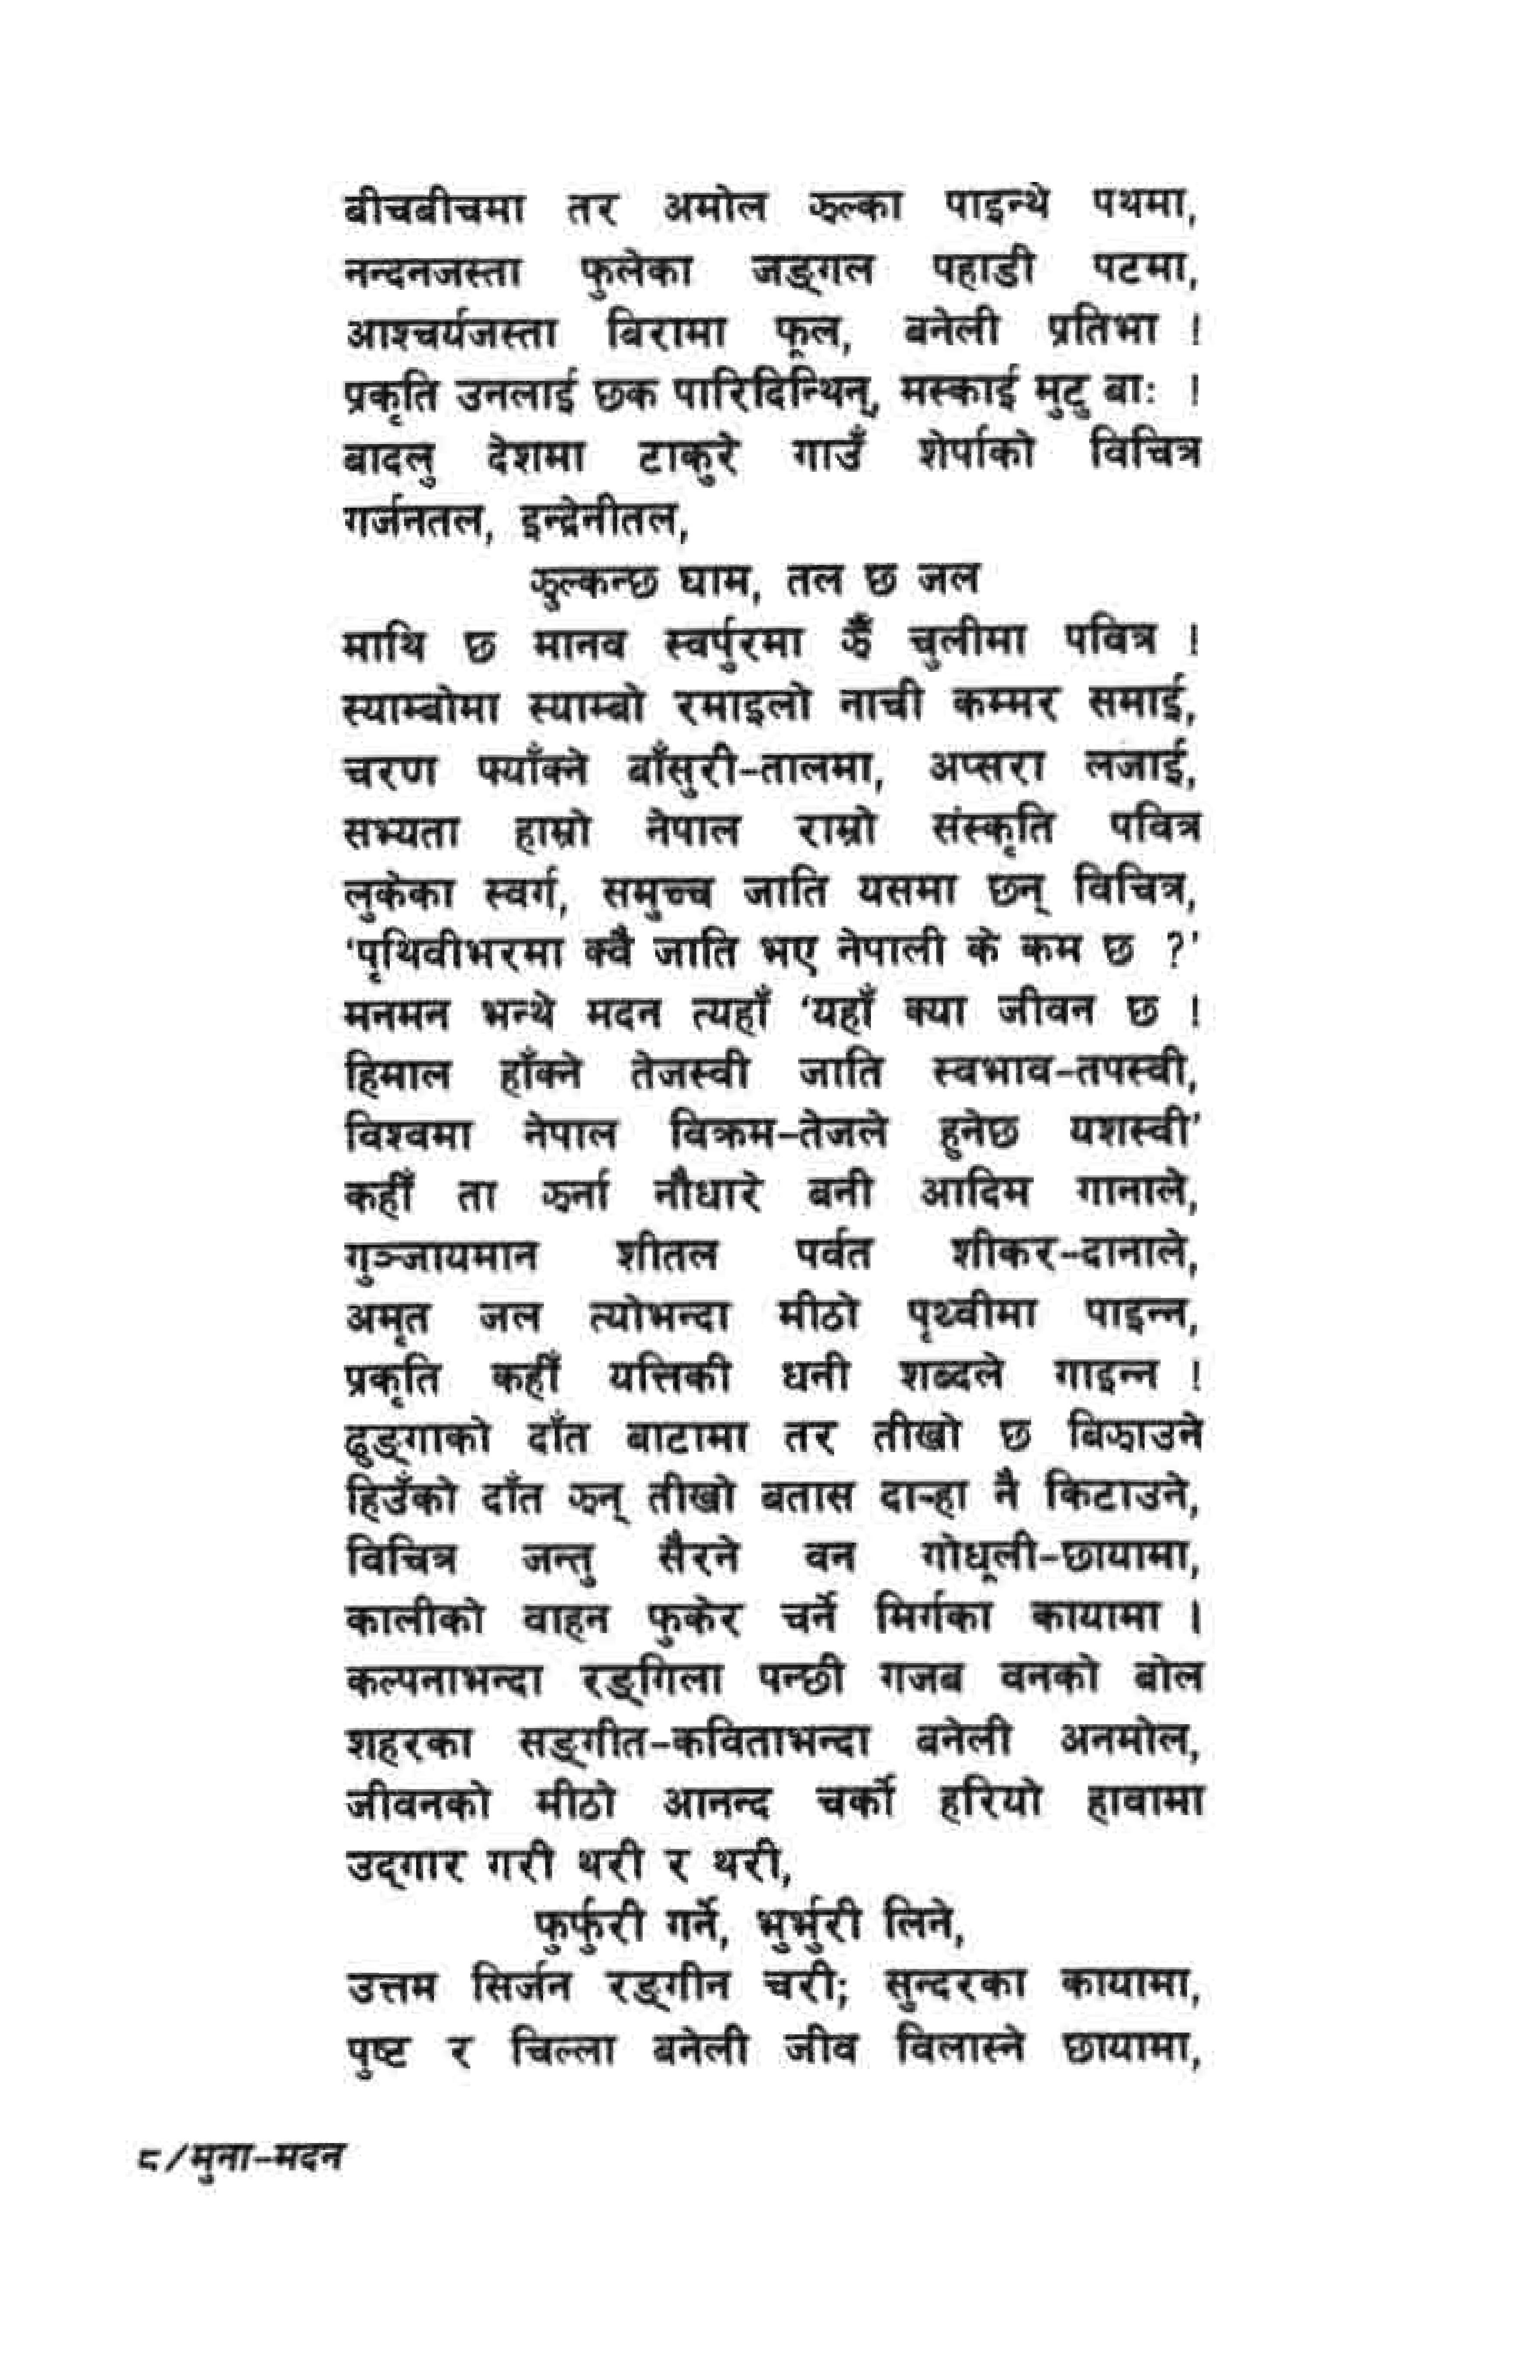 बीचबीचमा तर अमोल झल्का पाइन्थे पथमा,
नन्दनजस्ता फुलेका जङ्गल पहाडी पटमा,
आश्चर्यजस्ता बिरामा फूल, बनेली प्रतिभा !
प्रकृति उनलाई छक पारिदिन्थिन्, मस्काई मुटु बाः !
बादलु देशमा टाकुरे गाउँ शेर्पाको विचित्र
गर्जनतल, इन्द्रेनीतल,
झुल्कन्छ घाम, तल छ जल
माथि छ मानव स्वर्पुरमा झैँ चुलीमा पवित्र !
स्याम्बोमा स्याम्बो रमाइलो नाची कम्मर समाई,
चरण फ्याँक्ने बाँसुरी-तालमा, अप्सरा लजाई,
सभ्यता हाम्रो नेपाल राम्रो संस्कृति पवित्र
लुकेका स्वर्ग, समुच्च जाति यसमा छन् विचित्र,
‘पृथिवीभरमा क्वै जाति भए नेपाली के कम छ ?’
मनमन भन्थे मदन त्यहाँ ‘यहाँ क्या जीवन छ !
हिमाल हाँक्ने तेजस्वी जाति स्वभाव-तपस्वी,
विश्वमा नेपाल विक्रम-तेजले हुनेछ यशस्वी’
कहीँ ता झर्ना नौधारे बनी आदिम गानाले,
गुञ्जायमान शीतल पर्वत शीकर-दानाले,
अमृत जल त्योभन्दा मीठो पृथ्वीमा पाइन्न,
प्रकृति कहीँ यत्तिकी धनी शब्दले गाइन्न !
ढुङ्गाको दाँत बाटामा तर तीखो छ बिझाउने
हिउँको दाँत झन् तीखो बतास दाऱ्हा नै किटाउने,
विचित्र जन्तु सैरने वन गोधूली-छायामा,
कालीको वाहन फुकेर चर्ने मिर्गका कायामा ।
कल्पनाभन्दा रङ्गिला पन्छी गजब वनको बोल
शहरका सङ्गीत-कविताभन्दा बनेली अनमोल,
जीवनको मीठो आनन्द चर्को हरियो हावामा
उद्गार गरी थरी र थरी,
फुर्फुरी गर्ने, भुर्भुरी लिने,
उत्तम सिर्जन रङ्गीन चरी; सुन्दरका कायामा,
पुष्ट र चिल्ला बनेली जीव विलास्ने छायामा,
८/मुना-मदन